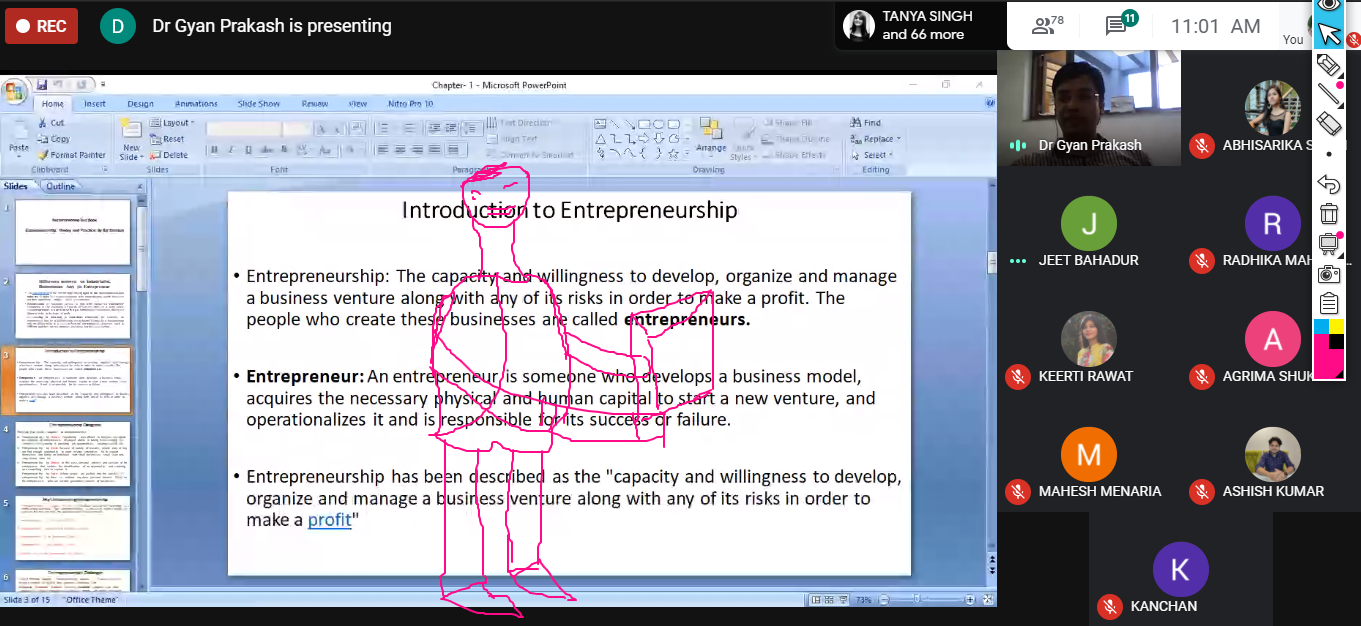 REC
D
Dr Gyan Prakash is presenting
TANYA SINGH
and 66 more
78
11
11:01 AM
You
Chapter- 1 - Microsoft PowerPoint
Home Insert Design Animations Slide Show Review View Nitro Pro 10
Cut
Copy
Format Painter
Paste
Clipboard
New
Slide
Layout
Reset
Delete
Slides
Font
Paragraph
Text Direction
Align Text
Convert to SmartArt
Arrange
Quick
Styles
Shape Fill
Shape Outline
Shape Effects
Drawing
Find
Replace
Select
Editing
Slides Outline
1
2
3
4
5
6
Introduction to Entrepreneurship
• Entrepreneurship: The capacity and willingness to develop, organize and manage
a business venture along with any of its risks in order to make a profit. The
people who create these businesses are called entrepreneurs.
• Entrepreneur: An entrepreneur is someone who develops a business model,
acquires the necessary physical and human capital to start a new venture, and
operationalizes it and is responsible for its success or failure.
• Entrepreneurship has been described as the "capacity and willingness to develop,
organize and manage a business venture along with any of its risks in order to
make a profit"
Slide 3 of 15 "Office Theme"
73%
Dr Gyan Prakash
ABHISARIKA S
J
JEET BAHADUR
R
RADHIKA MAH...
KEERTI RAWAT
A
AGRIMA SHUK
M
MAHESH MENARIA
ASHISH KUMAR
K
KANCHAN